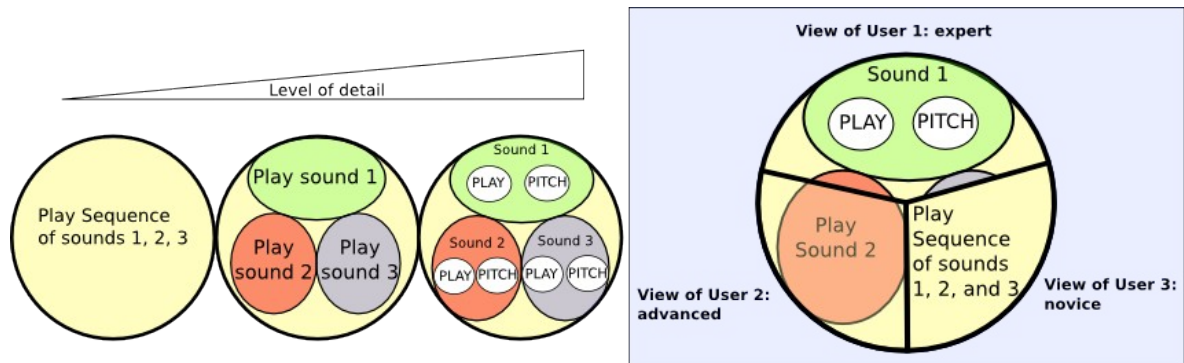 Level of detail
Play Sequence
of sounds 1, 2, 3
Play sound 1
Play
sound 2
Play
sound 3
Sound 1
PLAY
PITCH
Sound 2
PLAY
PITCH
Sound 3
PLAY
PITCH
View of User 1: expert
Sound 1
PLAY
PITCH
Play
Sound 2
Play
Sequence
of sounds
1, 2, and 3
View of User 2:
advanced
View of User 3:
novice